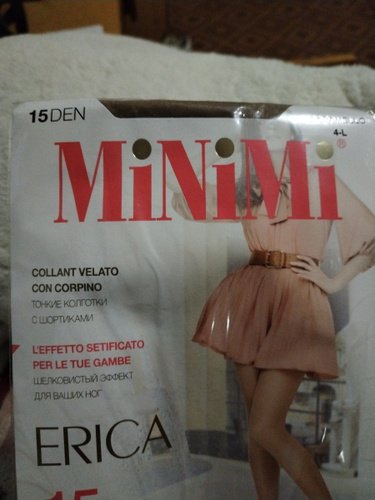 15DEN
4-L
MiNiMi®
COLLANT VELATO
CON CORPINO
ТОНКИЕ КОЛГОТКИ
С ШОРТИКАМИ
L'EFFETTO SETIFICATO
PER LE TUE GAMBE
ШЕЛКОВИСТЫЙ ЭФФЕКТ
ДЛЯ ВАШИХ НОГ
ERICA
15